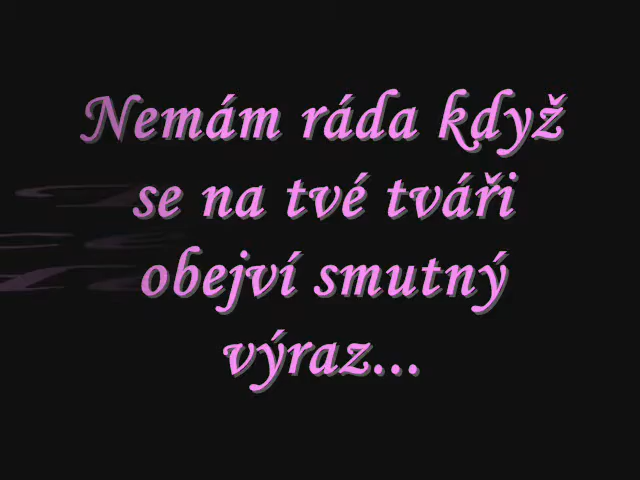 Nemám ráda když
se na tvé tváři
obejví smutný
výraz...